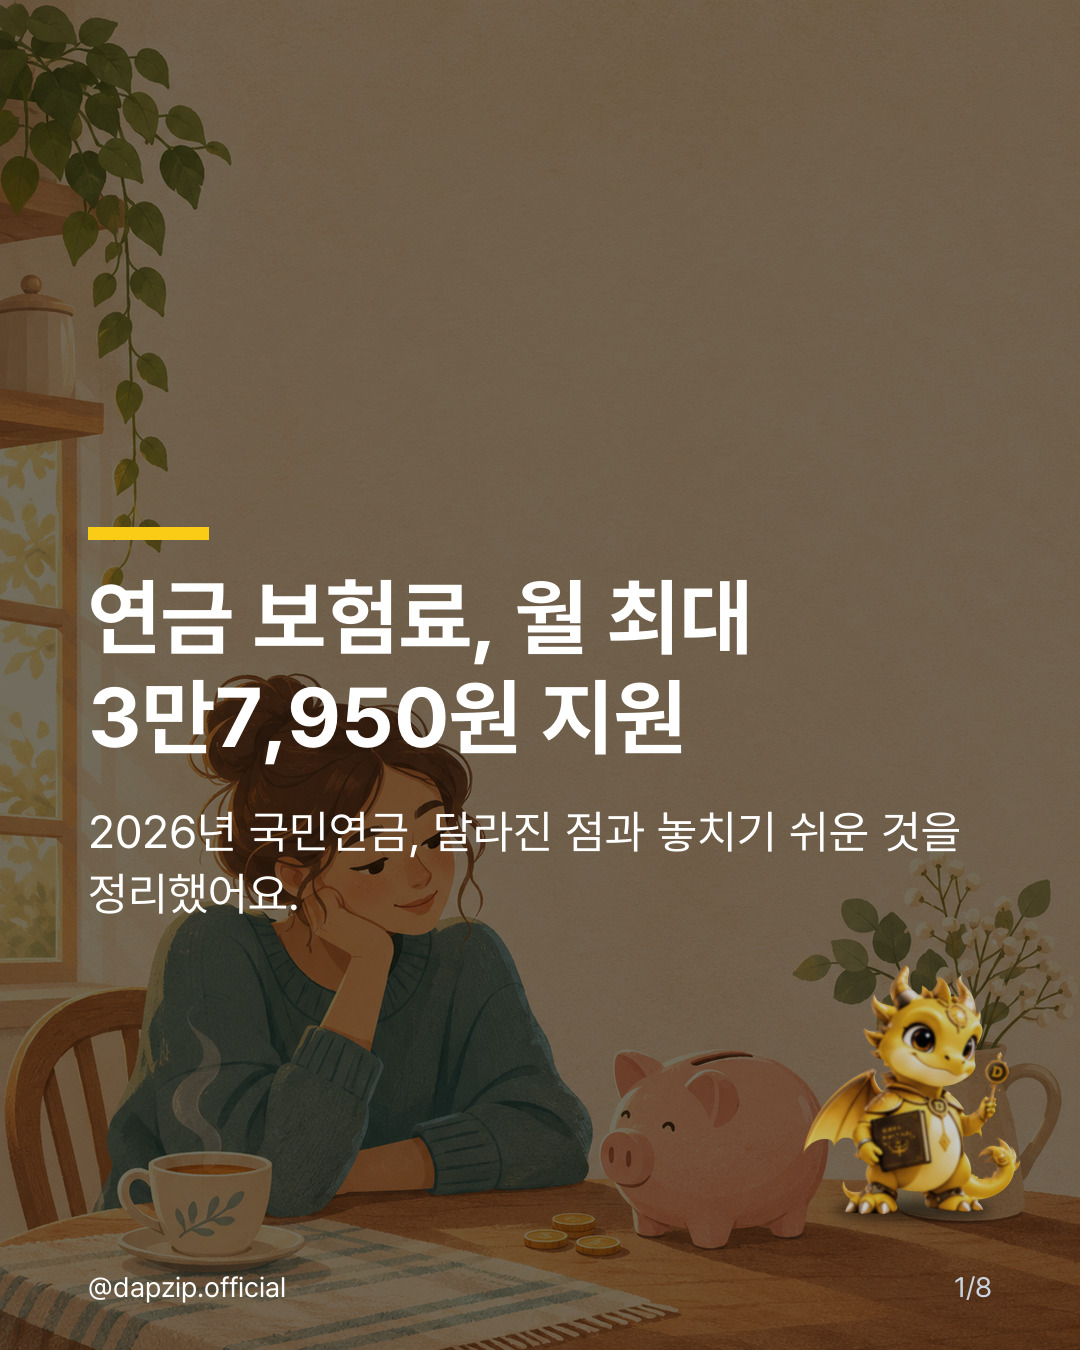 연금 보험료, 월 최대
3만7,950원 지원
2026년 국민연금, 달라진 점과 놓치기 쉬운 것을
정리했어요.
D
D
@dapzip.official
1/8